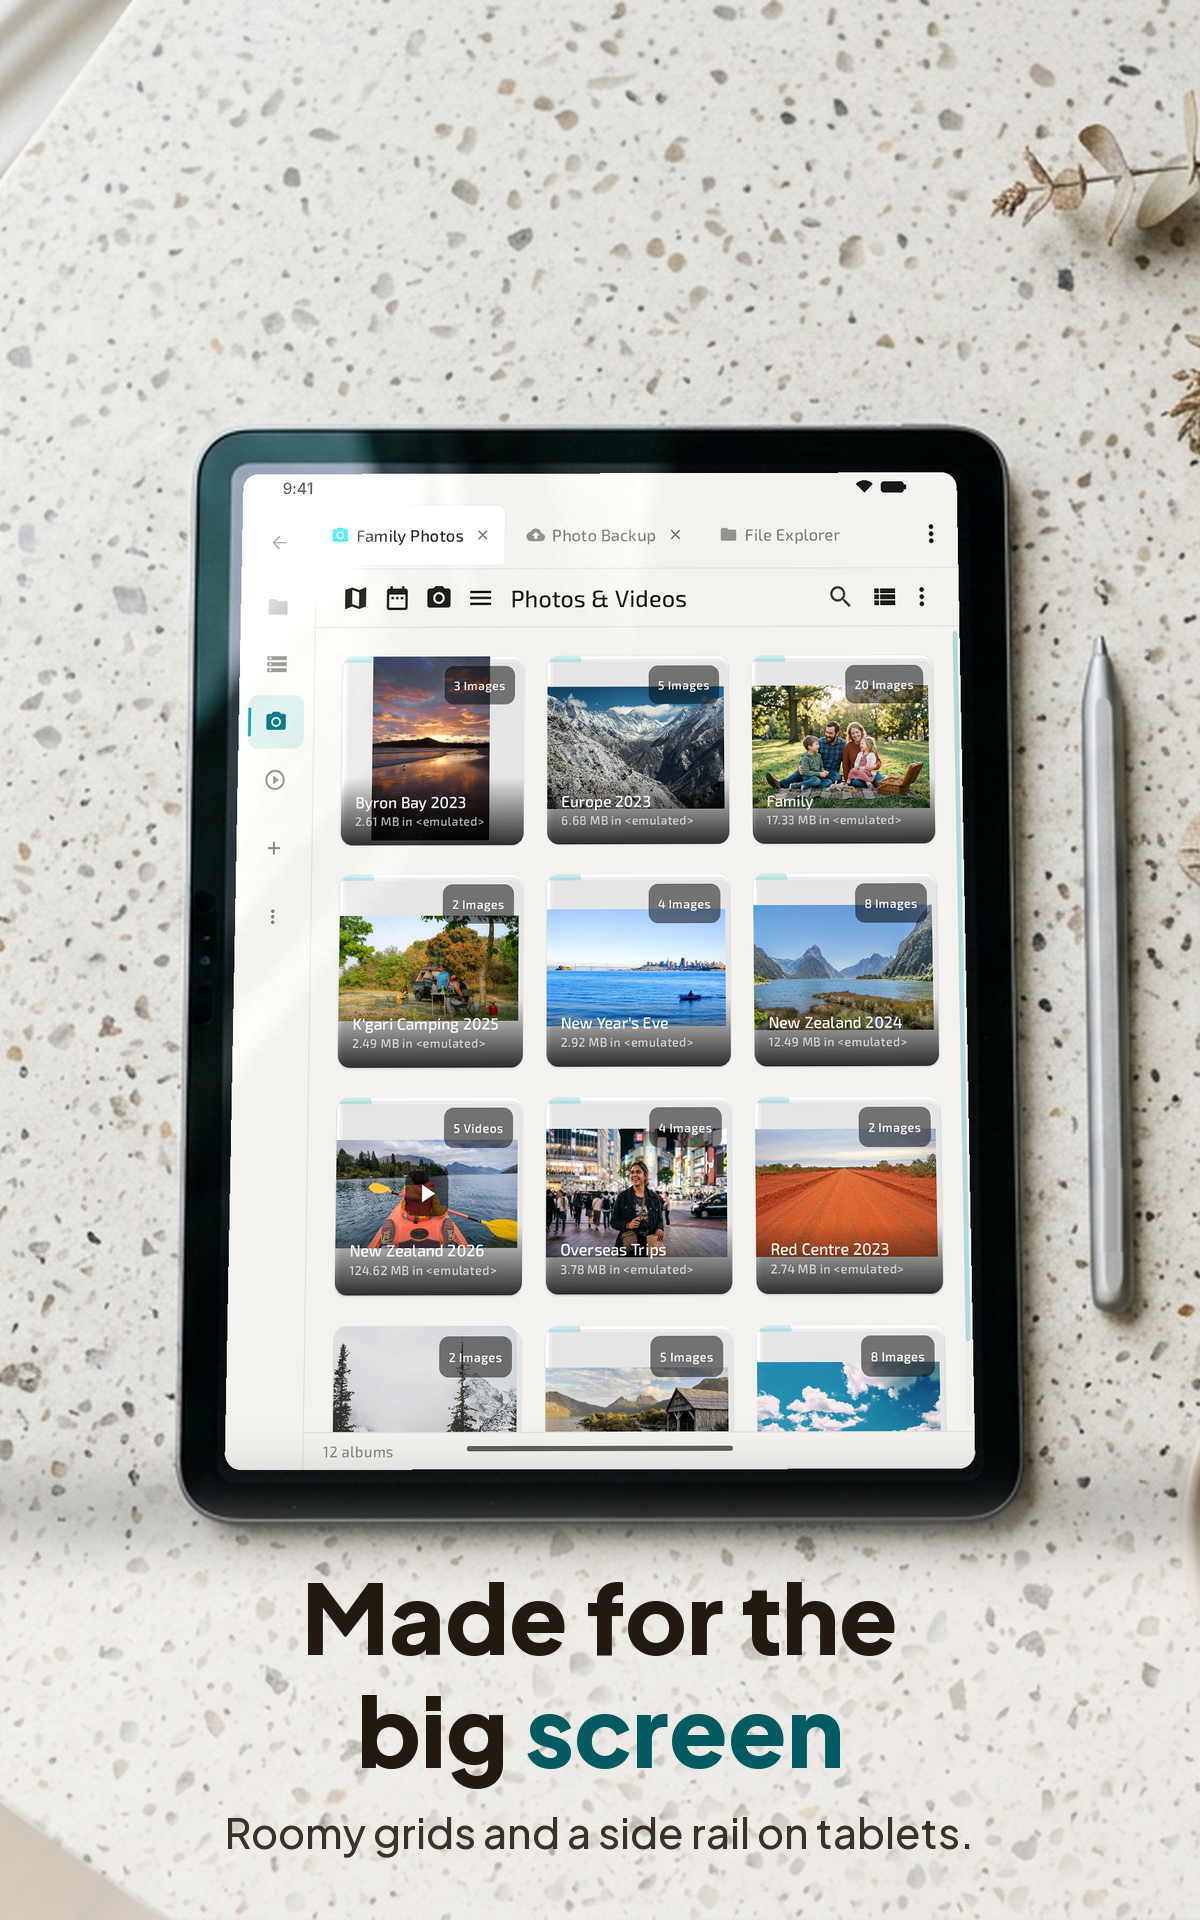 9:41
Family Photos
Photo Backup
File Explorer
Photos & Videos
3 Images
Byron Bay 2023
2.61 MB in <emulated>
5 Images
Europe 2023
6.68 MB in <emulated>
20 Images
Family
17.33 MB in <emulated>
2 Images
K'gari Camping 2025
2.49 MB in <emulated>
4 Images
New Year's Eve
2.92 MB in <emulated>
8 Images
New Zealand 2024
12.49 MB in <emulated>
5 Videos
New Zealand 2026
124.62 MB in <emulated>
4 Images
Overseas Trips
3.78 MB in <emulated>
2 Images
Red Centre 2023
2.74 MB in <emulated>
2 Images
5 Images
8 Images
12 albums
Made for the
big screen
Roomy grids and a side rail on tablets.